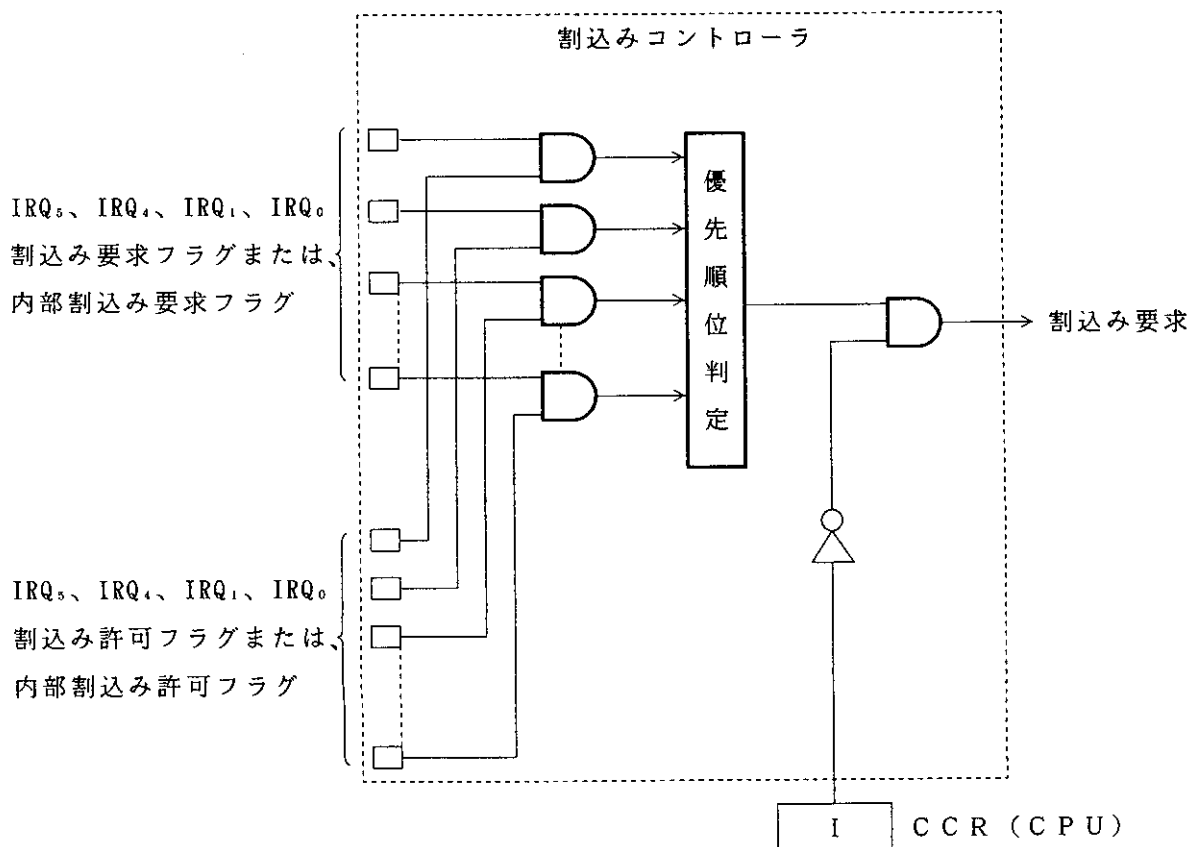 割込みコントローラ
IRQ₅、IRQ₄、IRQ₁、IRQ₀
割込み要求フラグまたは、
内部割込み要求フラグ
優先順位判定
割込み要求
IRQ₅、IRQ₄、IRQ₁、IRQ₀
割込み許可フラグまたは、
内部割込み許可フラグ
I
CCR(CPU)